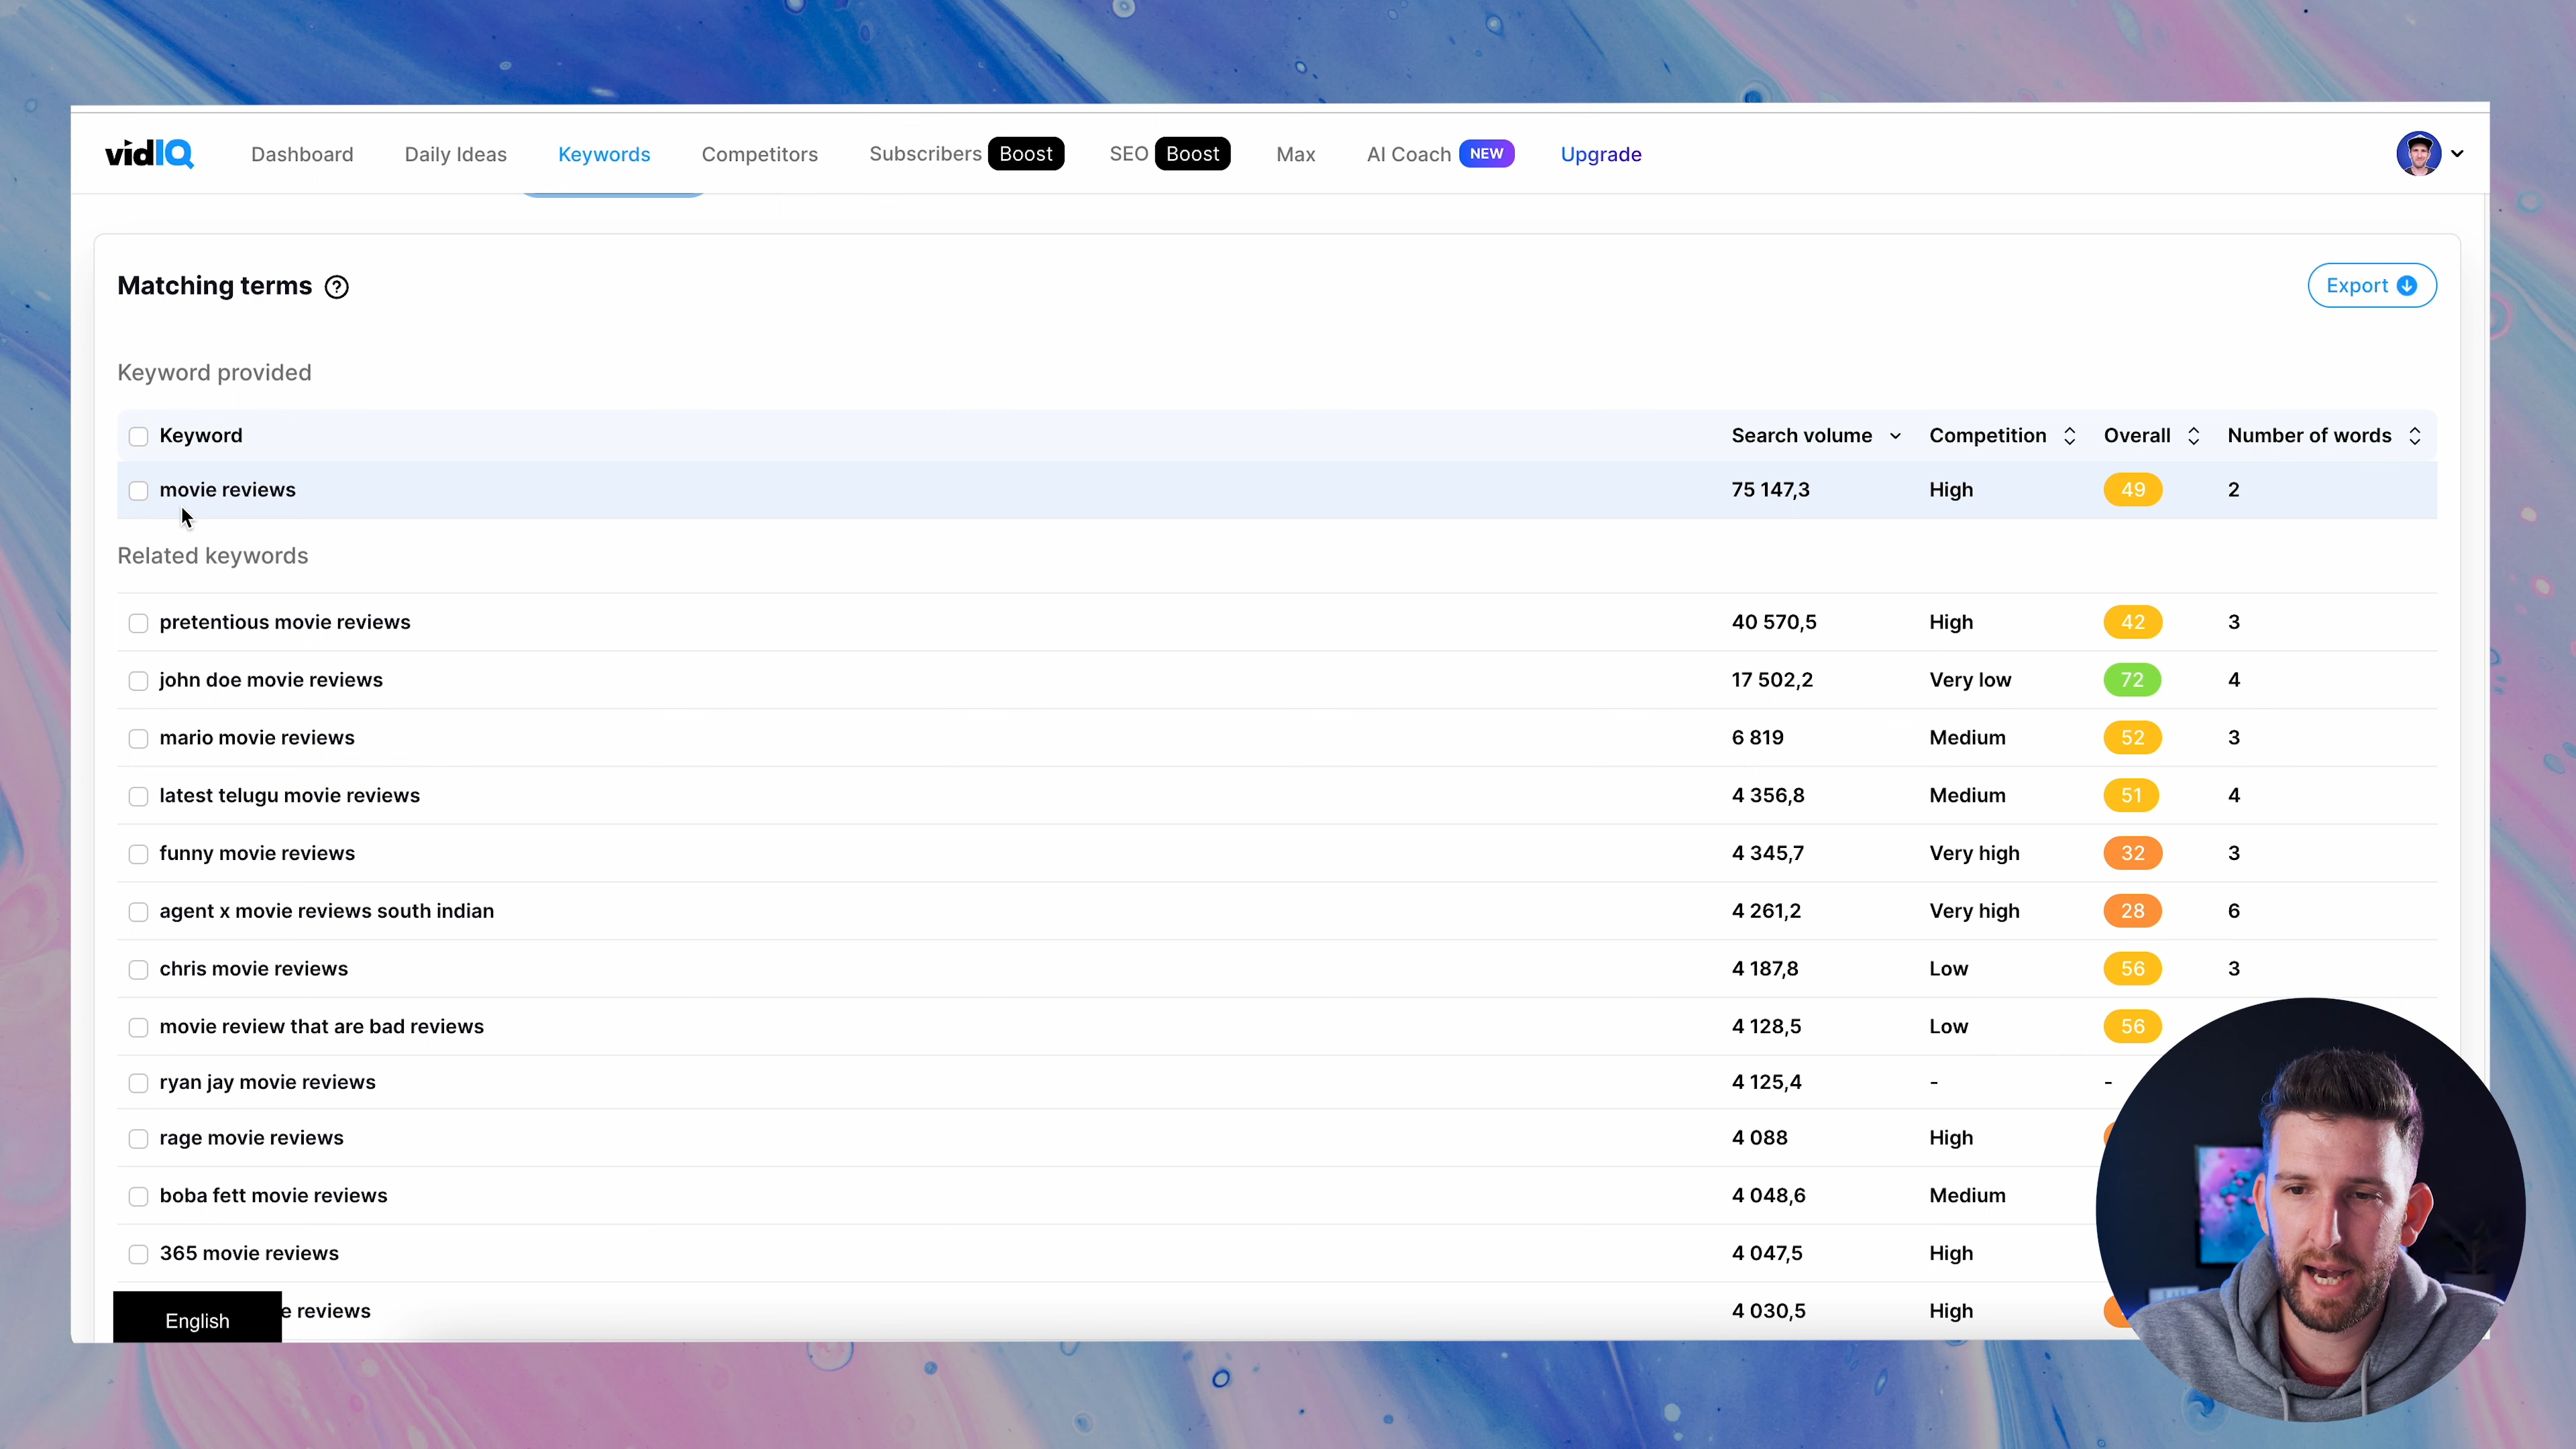 vidIQ Dashboard Daily Ideas Keywords Competitors Subscribers Boost SEO Boost Max AI Coach NEW Upgrade
Matching terms ? Export
Keyword provided
Keyword Search volume Competition Overall Number of words
movie reviews 75 147,3 High 49 2
Related keywords
pretentious movie reviews 40 570,5 High 42 3
john doe movie reviews 17 502,2 Very low 72 4
mario movie reviews 6 819 Medium 52 3
latest telugu movie reviews 4 356,8 Medium 51 4
funny movie reviews 4 345,7 Very high 32 3
agent x movie reviews south indian 4 261,2 Very high 28 6
chris movie reviews 4 187,8 Low 56 3
movie review that are bad reviews 4 128,5 Low 56
ryan jay movie reviews 4 125,4 - -
rage movie reviews 4 088 High
boba fett movie reviews 4 048,6 Medium
365 movie reviews 4 047,5 High
reviews 4 030,5 High
English